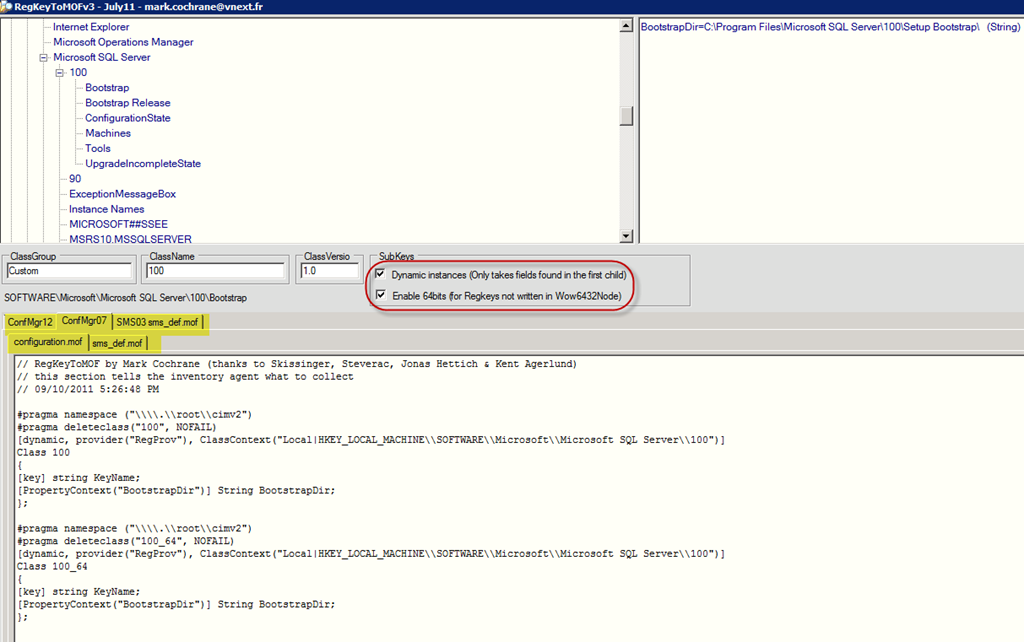 RegKeyToMOFv3 - July11 - mark.cochrane@vnext.fr
Internet Explorer
Microsoft Operations Manager
Microsoft SQL Server
100
Bootstrap
Bootstrap Release
ConfigurationState
Machines
Tools
UpgradeIncompleteState
90
ExceptionMessageBox
Instance Names
MICROSOFT##SSEE
MSRS10.MSSQLSERVER
BootstrapDir=C:\Program Files\Microsoft SQL Server\100\Setup Bootstrap\ (String)
ClassGroup
Custom
ClassName
100
ClassVersio
1.0
SubKeys
Dynamic instances (Only takes fields found in the first child)
Enable 64bits (for Regkeys not written in Wow6432Node)
SOFTWARE\Microsoft\Microsoft SQL Server\100\Bootstrap
ConfMgr12 ConfMgr07 SMS03 sms_def.mof
configuration.mof sms_def.mof
// RegKeyToMOF by Mark Cochrane (thanks to Skissinger, Steverac, Jonas Hettich & Kent Agerlund)
// this section tells the inventory agent what to collect
// 09/10/2011 5:26:48 PM
#pragma namespace ("\\\\.\\root\\cimv2")
#pragma deleteclass("100", NOFAIL)
[dynamic, provider("RegProv"), ClassContext("Local|HKEY_LOCAL_MACHINE\\SOFTWARE\\Microsoft\\Microsoft SQL Server\\100")]
Class 100
{
[key] string KeyName;
[PropertyContext("BootstrapDir")] String BootstrapDir;
};
#pragma namespace ("\\\\.\\root\\cimv2")
#pragma deleteclass("100_64", NOFAIL)
[dynamic, provider("RegProv"), ClassContext("Local|HKEY_LOCAL_MACHINE\\SOFTWARE\\Microsoft\\Microsoft SQL Server\\100")]
Class 100_64
{
[key] string KeyName;
[PropertyContext("BootstrapDir")] String BootstrapDir;
};